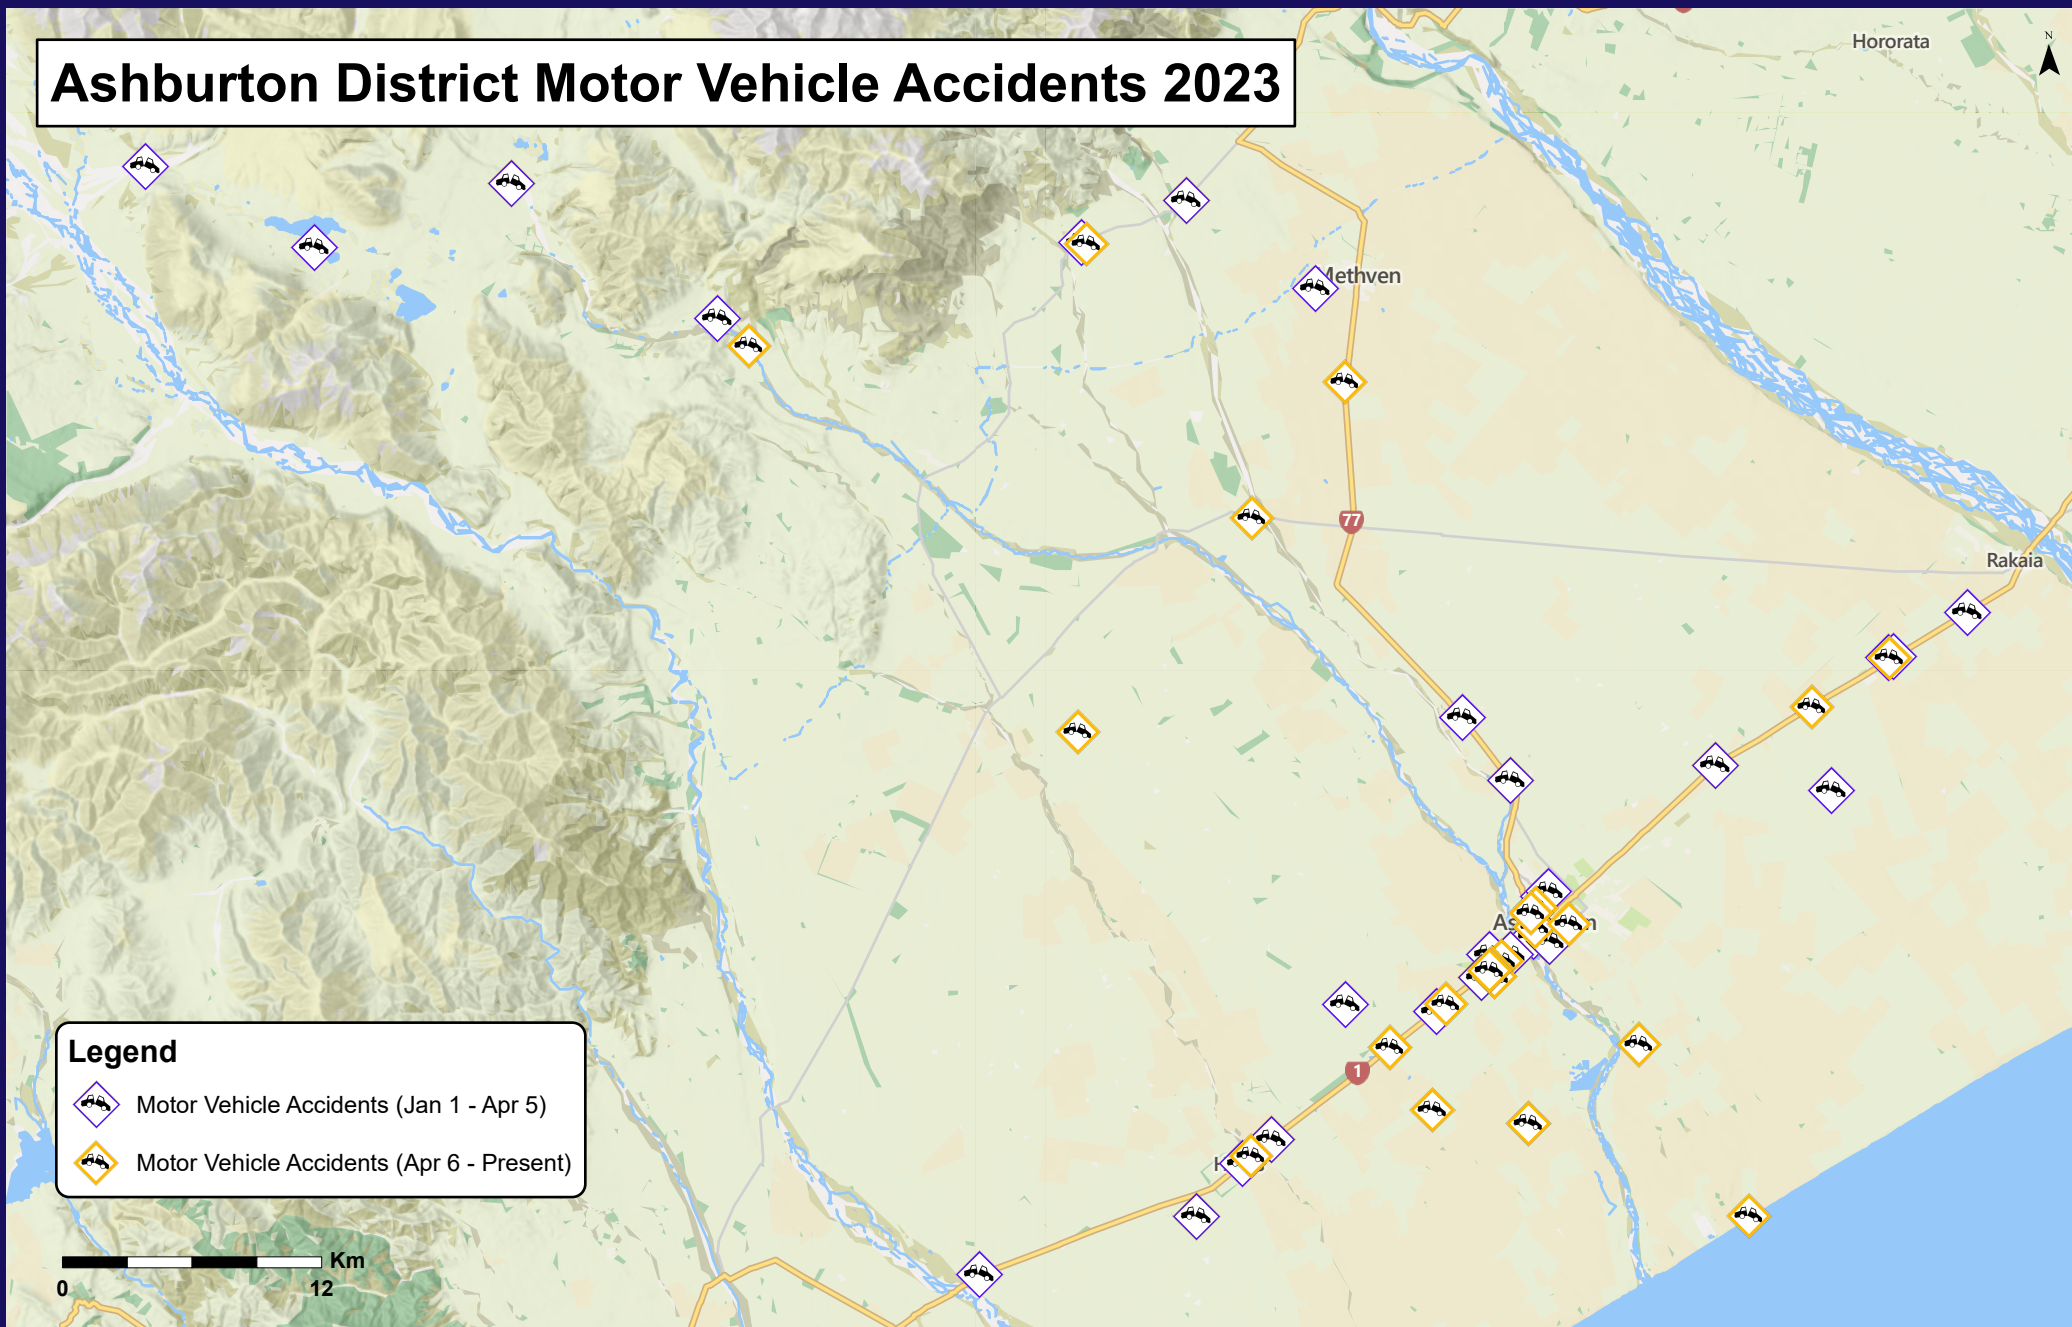 Ashburton District Motor Vehicle Accidents 2023
Hororata
N
Methven
77
Rakaia
1
Legend
Motor Vehicle Accidents (Jan 1 - Apr 5)
Motor Vehicle Accidents (Apr 6 - Present)
Km
0 12